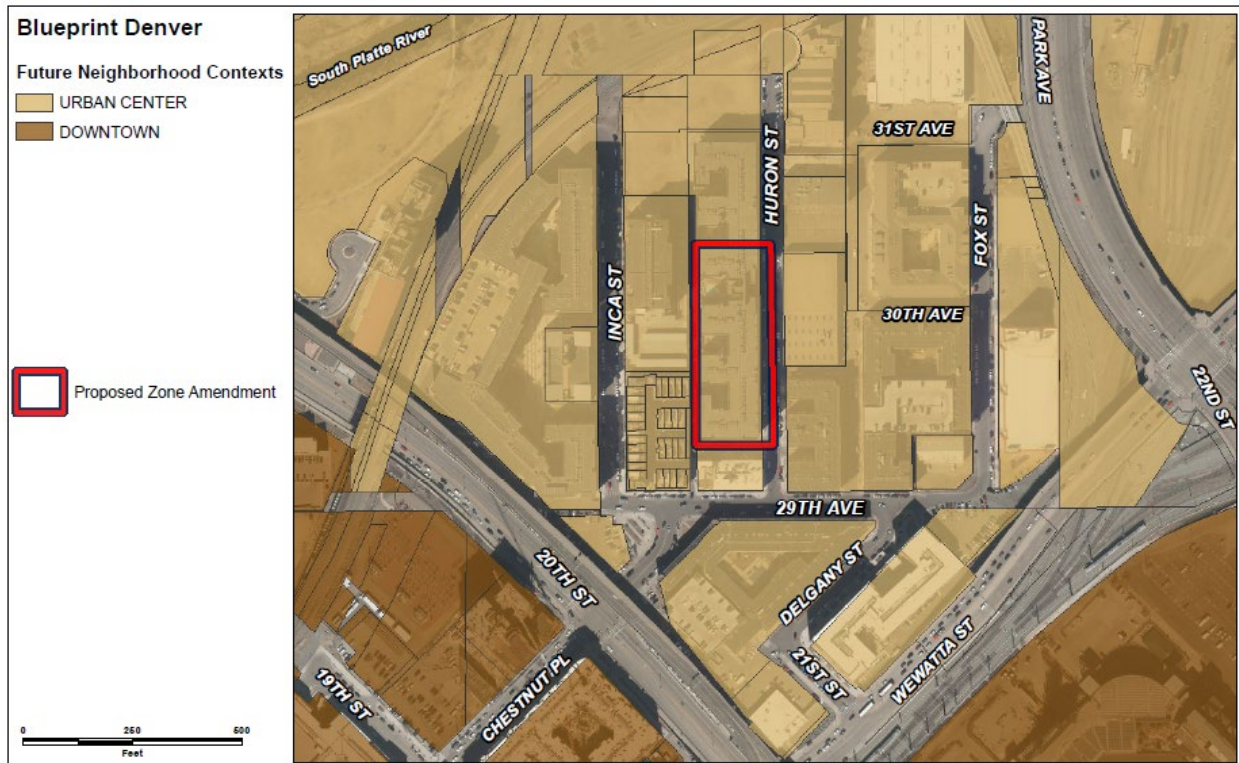 Blueprint Denver
Future Neighborhood Contexts
URBAN CENTER
DOWNTOWN
Proposed Zone Amendment
0 250 500
Feet
South Platte River
PARK AVE
31ST AVE
HURON ST
FOX ST
INCA ST
30TH AVE
22ND ST
29TH AVE
20TH ST
DELGANY ST
21ST ST
WEWATTA ST
CHESTNUT PL
19TH ST